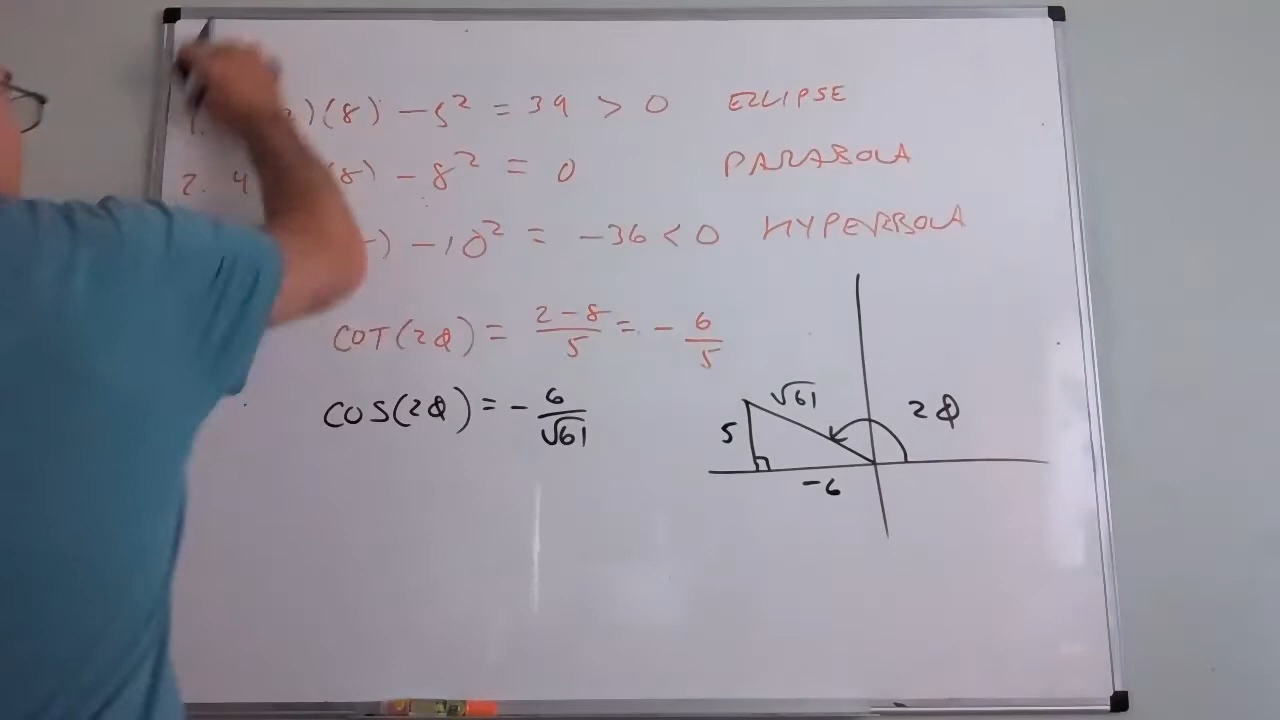 1. )(8) - 5² = 39 > 0 ELLIPSE
2. 4 (8) - 8² = 0 PARABOLA
) - 10² = -36 < 0 HYPERBOLA
COT(2θ) = 2-8/5 = - 6/5
COS(2θ) = - 6/√61
√61
2θ
5
-6